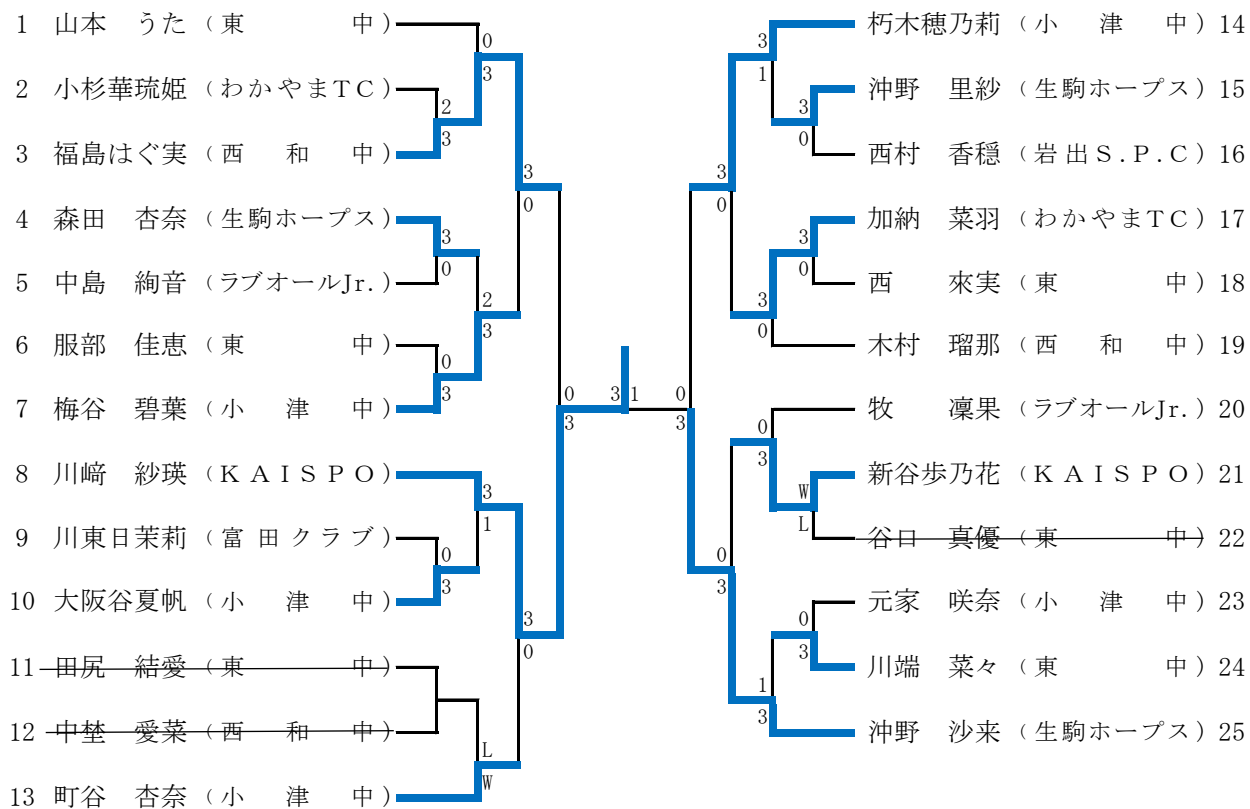 1 山本 うた (東 中)
2 小杉華琉姫 (わかやまTC)
3 福島はぐ実 (西 和 中)
4 森田 杏奈 (生駒ホープス)
5 中島 絢音 (ラブオールJr.)
6 服部 佳恵 (東 中)
7 梅谷 碧葉 (小 津 中)
8 川﨑 紗瑛 (KAISPO)
9 川東日茉莉 (富田クラブ)
10 大阪谷夏帆 (小 津 中)
11 田尻 結愛 (東 中)
12 中埜 愛菜 (西 和 中)
13 町谷 杏奈 (小 津 中)
0
3
2
3
3
0
3
0
2
3
0
3
0
3
3
1
0
3
3
0
L
W
3 1
朽木穂乃莉 (小 津 中) 14
沖野 里紗 (生駒ホープス) 15
西村 香穏 (岩出S.P.C) 16
加納 菜羽 (わかやまTC) 17
西 來実 (東 中) 18
木村 瑠那 (西 和 中) 19
牧 凜果 (ラブオールJr.) 20
新谷歩乃花 (KAISPO) 21
谷口 真優 (東 中) 22
元家 咲奈 (小 津 中) 23
川端 菜々 (東 中) 24
沖野 沙来 (生駒ホープス) 25
3
1
3
0
3
0
3
0
3
0
0
3
0
3
W
L
0
3
0
3
1
3